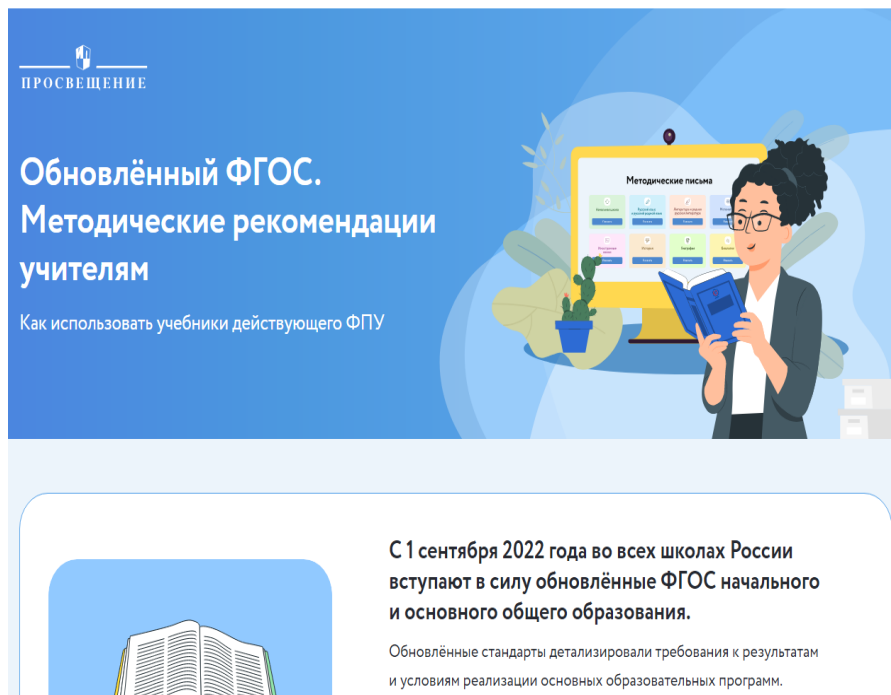 ПРОСВЕЩЕНИЕ
Обновлённый ФГОС.
Методические рекомендации
учителям
Как использовать учебники действующего ФПУ
Методические письма
С 1 сентября 2022 года во всех школах России
вступают в силу обновлённые ФГОС начального
и основного общего образования.
Обновлённые стандарты детализировали требования к результатам
и условиям реализации основных образовательных программ.